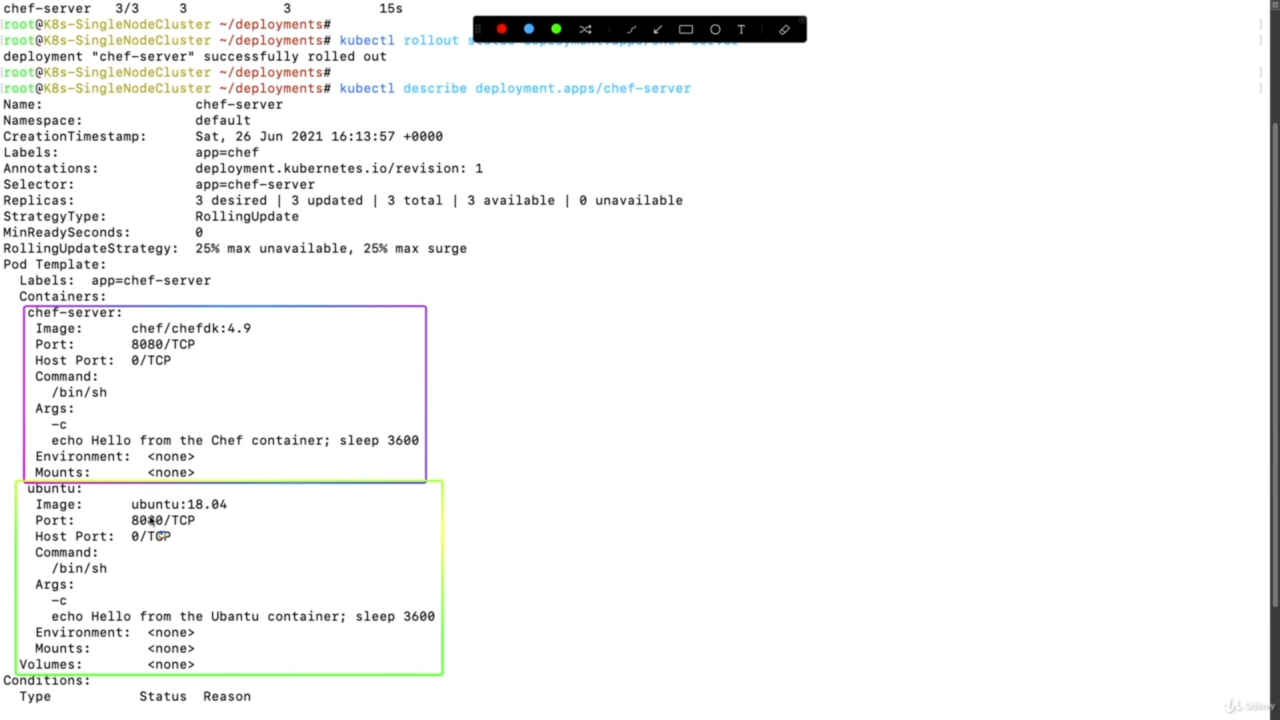 chef-server   3/3     3            3           15s
root@K8s-SingleNodeCluster ~/deployments#
root@K8s-SingleNodeCluster ~/deployments# kubectl rollout
deployment "chef-server" successfully rolled out
root@K8s-SingleNodeCluster ~/deployments#
root@K8s-SingleNodeCluster ~/deployments# kubectl describe deployment.apps/chef-server
Name:                   chef-server
Namespace:              default
CreationTimestamp:      Sat, 26 Jun 2021 16:13:57 +0000
Labels:                 app=chef
Annotations:            deployment.kubernetes.io/revision: 1
Selector:               app=chef-server
Replicas:               3 desired | 3 updated | 3 total | 3 available | 0 unavailable
StrategyType:           RollingUpdate
MinReadySeconds:        0
RollingUpdateStrategy:  25% max unavailable, 25% max surge
Pod Template:
  Labels:  app=chef-server
  Containers:
   chef-server:
    Image:      chef/chefdk:4.9
    Port:       8080/TCP
    Host Port:  0/TCP
    Command:
      /bin/sh
    Args:
      -c
      echo Hello from the Chef container; sleep 3600
    Environment:  <none>
    Mounts:       <none>
   ubuntu:
    Image:      ubuntu:18.04
    Port:       8080/TCP
    Host Port:  0/TCP
    Command:
      /bin/sh
    Args:
      -c
      echo Hello from the Ubantu container; sleep 3600
    Environment:  <none>
    Mounts:       <none>
  Volumes:        <none>
Conditions:
  Type           Status  Reason
T
Udemy